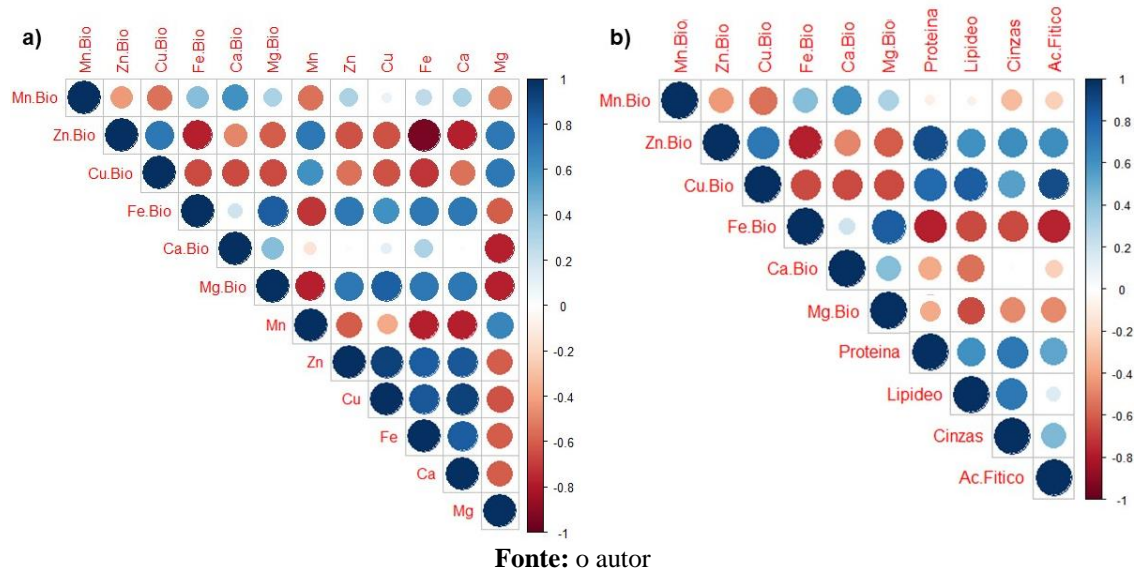 a)
Mn.Bio
Zn.Bio
Cu.Bio
Fe.Bio
Ca.Bio
Mg.Bio
Mn
Zn
Cu
Fe
Ca
Mg
Mn.Bio
Zn.Bio
Cu.Bio
Fe.Bio
Ca.Bio
Mg.Bio
Mn
Zn
Cu
Fe
Ca
Mg
1
0.8
0.6
0.4
0.2
0
-0.2
-0.4
-0.6
-0.8
-1
b)
Mn.Bio
Zn.Bio
Cu.Bio
Fe.Bio
Ca.Bio
Mg.Bio
Proteina
Lipideo
Cinzas
Ac.Fitico
Mn.Bio
Zn.Bio
Cu.Bio
Fe.Bio
Ca.Bio
Mg.Bio
Proteina
Lipideo
Cinzas
Ac.Fitico
1
0.8
0.6
0.4
0.2
0
-0.2
-0.4
-0.6
-0.8
-1
Fonte: o autor